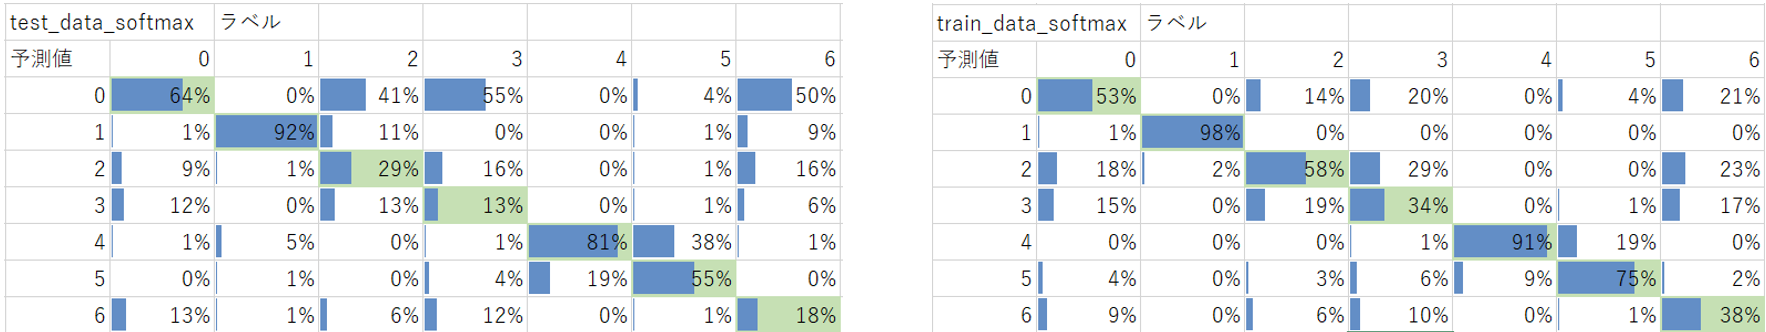 test_data_softmax ラベル
予測値 0 1 2 3 4 5 6
0 64% 0% 41% 55% 0% 4% 50%
1 1% 92% 11% 0% 0% 1% 9%
2 9% 1% 29% 16% 0% 1% 16%
3 12% 0% 13% 13% 0% 1% 6%
4 1% 5% 0% 1% 81% 38% 1%
5 0% 1% 0% 4% 19% 55% 0%
6 13% 1% 6% 12% 0% 1% 18%
train_data_softmax ラベル
予測値 0 1 2 3 4 5 6
0 53% 0% 14% 20% 0% 4% 21%
1 1% 98% 0% 0% 0% 0% 0%
2 18% 2% 58% 29% 0% 0% 23%
3 15% 0% 19% 34% 0% 1% 17%
4 0% 0% 0% 1% 91% 19% 0%
5 4% 0% 3% 6% 9% 75% 2%
6 9% 0% 6% 10% 0% 1% 38%